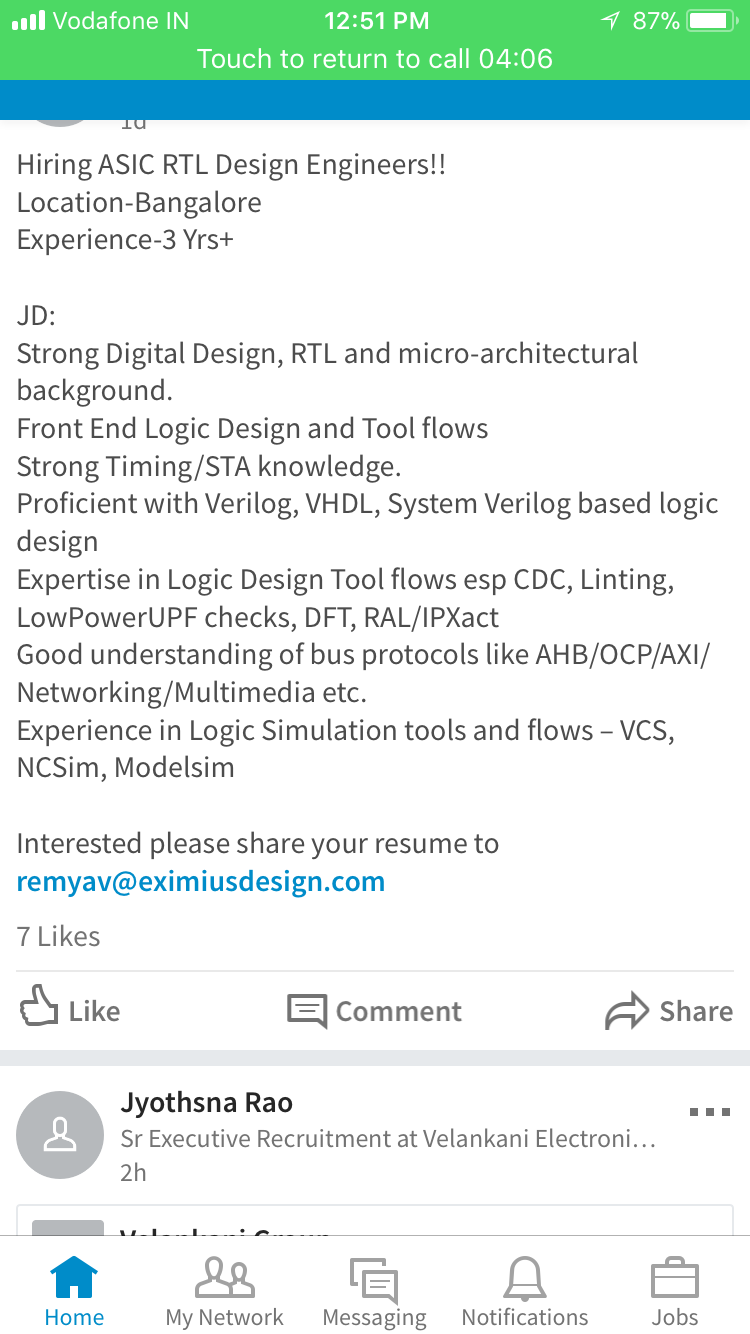 Vodafone IN 12:51 PM 87%
Touch to return to call 04:06
1d
Hiring ASIC RTL Design Engineers!!
Location-Bangalore
Experience-3 Yrs+
JD:
Strong Digital Design, RTL and micro-architectural
background.
Front End Logic Design and Tool flows
Strong Timing/STA knowledge.
Proficient with Verilog, VHDL, System Verilog based logic
design
Expertise in Logic Design Tool flows esp CDC, Linting,
LowPowerUPF checks, DFT, RAL/IPXact
Good understanding of bus protocols like AHB/OCP/AXI/
Networking/Multimedia etc.
Experience in Logic Simulation tools and flows – VCS,
NCSim, Modelsim
Interested please share your resume to
remyav@eximiusdesign.com
7 Likes
Like Comment Share
Jyothsna Rao
Sr Executive Recruitment at Velankani Electroni...
2h
Velankani Group
Home My Network Messaging Notifications Jobs